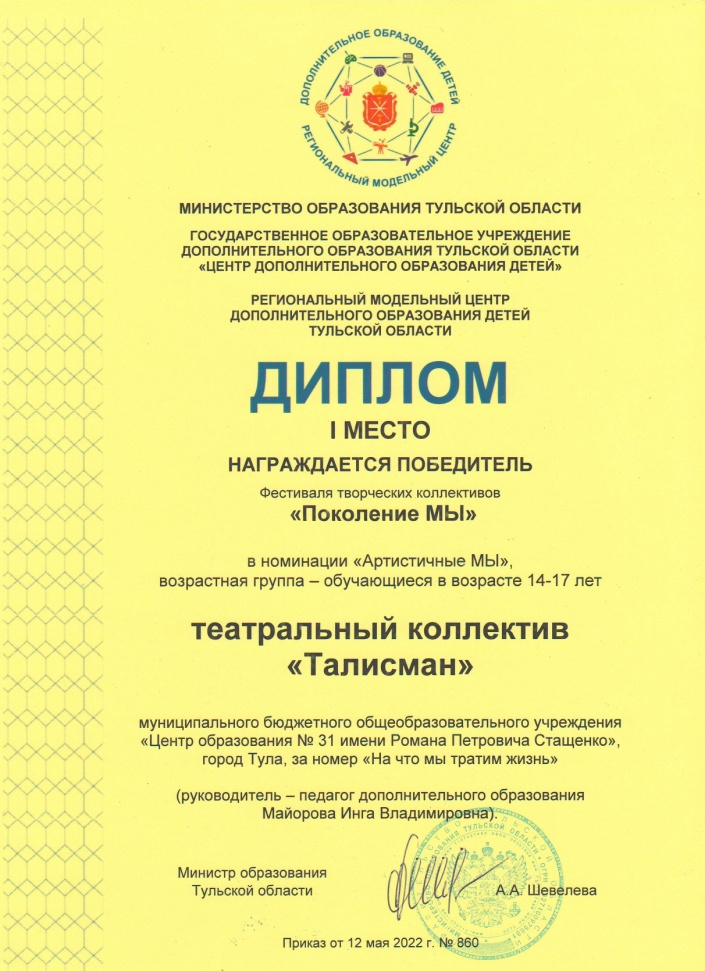 ДОПОЛНИТЕЛЬНОЕ ОБРАЗОВАНИЕ ДЕТЕЙ
РЕГИОНАЛЬНЫЙ МОДЕЛЬНЫЙ ЦЕНТР
МИНИСТЕРСТВО ОБРАЗОВАНИЯ ТУЛЬСКОЙ ОБЛАСТИ
ГОСУДАРСТВЕННОЕ ОБРАЗОВАТЕЛЬНОЕ УЧРЕЖДЕНИЕ
ДОПОЛНИТЕЛЬНОГО ОБРАЗОВАНИЯ ТУЛЬСКОЙ ОБЛАСТИ
«ЦЕНТР ДОПОЛНИТЕЛЬНОГО ОБРАЗОВАНИЯ ДЕТЕЙ»
РЕГИОНАЛЬНЫЙ МОДЕЛЬНЫЙ ЦЕНТР
ДОПОЛНИТЕЛЬНОГО ОБРАЗОВАНИЯ ДЕТЕЙ
ТУЛЬСКОЙ ОБЛАСТИ
ДИПЛОМ
I МЕСТО
НАГРАЖДАЕТСЯ ПОБЕДИТЕЛЬ
Фестиваля творческих коллективов
«Поколение МЫ»
в номинации «Артистичные МЫ»,
возрастная группа – обучающиеся в возрасте 14-17 лет
театральный коллектив
«Талисман»
муниципального бюджетного общеобразовательного учреждения
«Центр образования № 31 имени Романа Петровича Стащенко»,
город Тула, за номер «На что мы тратим жизнь»
(руководитель – педагог дополнительного образования
Майорова Инга Владимировна).
Министр образования
Тульской области
А.А. Шевелева
Приказ от 12 мая 2022 г. № 860